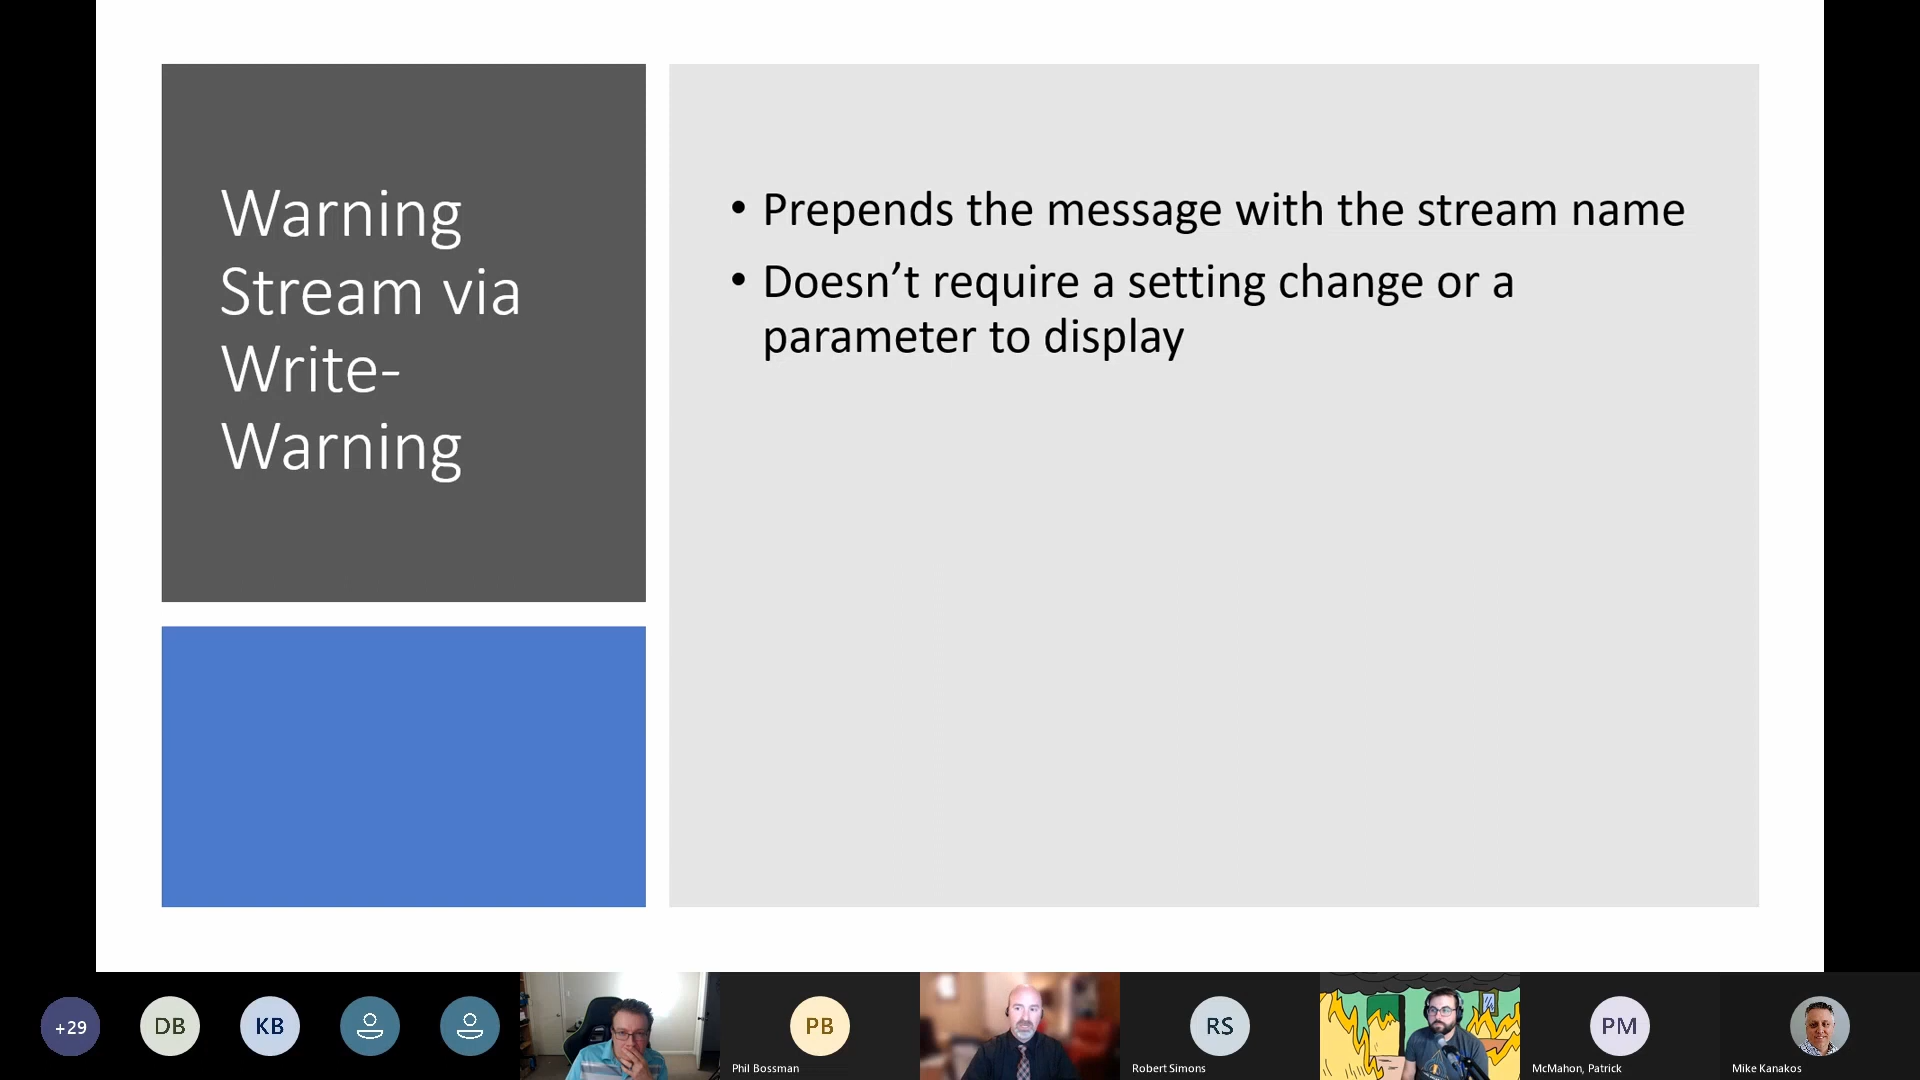 Warning
Stream via
Write-
Warning
• Prepends the message with the stream name
• Doesn’t require a setting change or a
parameter to display
+29
DB
KB
PB
Phil Bossman
RS
Robert Simons
PM
McMahon, Patrick
Mike Kanakos